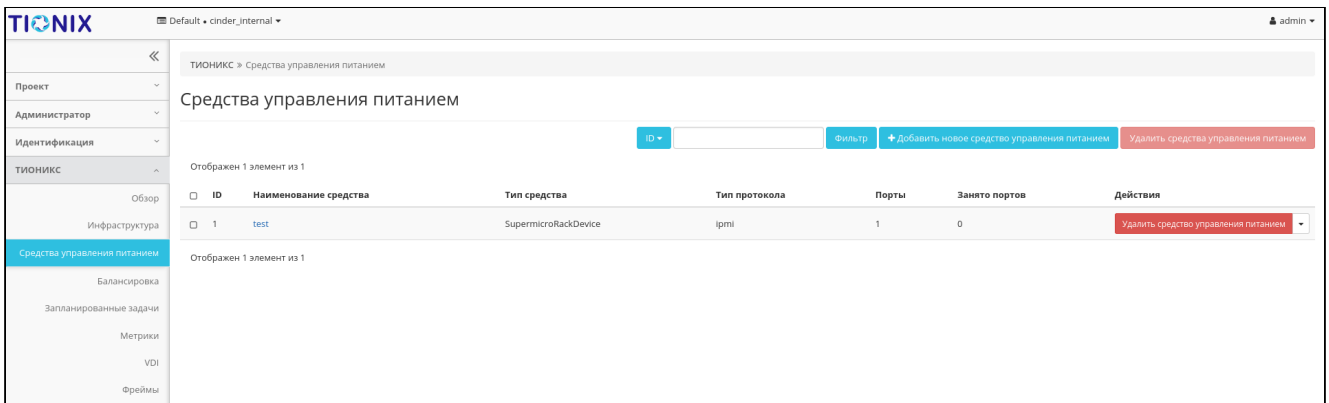 TIONIX
Default • cinder_internal
admin
Проект
Администратор
Идентификация
ТИОНИКС
Обзор
Инфраструктура
Средства управления питанием
Балансировка
Запланированные задачи
Метрики
VDI
Фреймы
ТИОНИКС » Средства управления питанием
Средства управления питанием
ID Фильтр + Добавить новое средство управления питанием Удалить средства управления питанием
Отображен 1 элемент из 1
ID Наименование средства Тип средства Тип протокола Порты Занято портов Действия
1 test SupermicroRackDevice ipmi 1 0 Удалить средство управления питанием
Отображен 1 элемент из 1